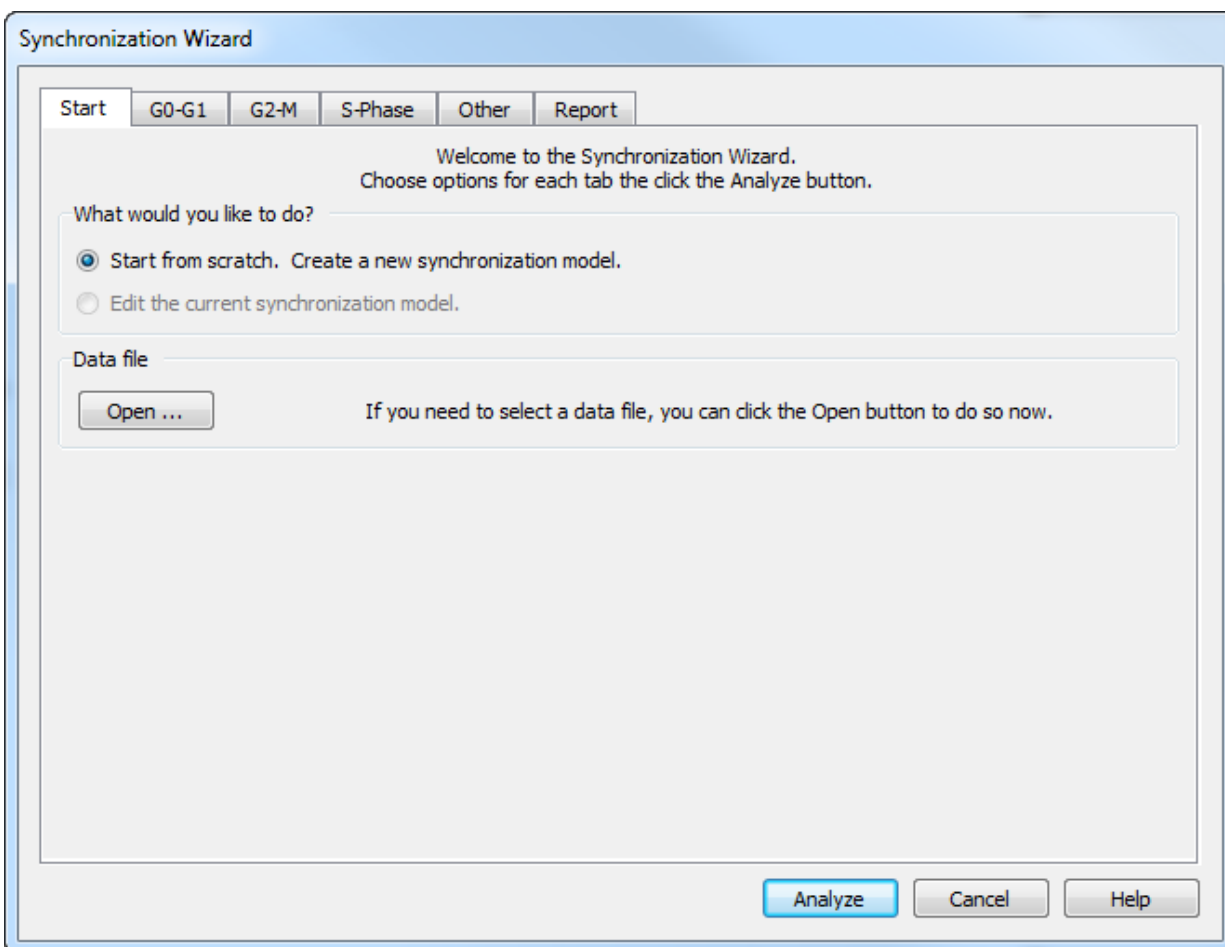 Synchronization Wizard
Start G0-G1 G2-M S-Phase Other Report
Welcome to the Synchronization Wizard.
Choose options for each tab the click the Analyze button.
What would you like to do?
Start from scratch. Create a new synchronization model.
Edit the current synchronization model.
Data file
Open ... If you need to select a data file, you can click the Open button to do so now.
Analyze Cancel Help